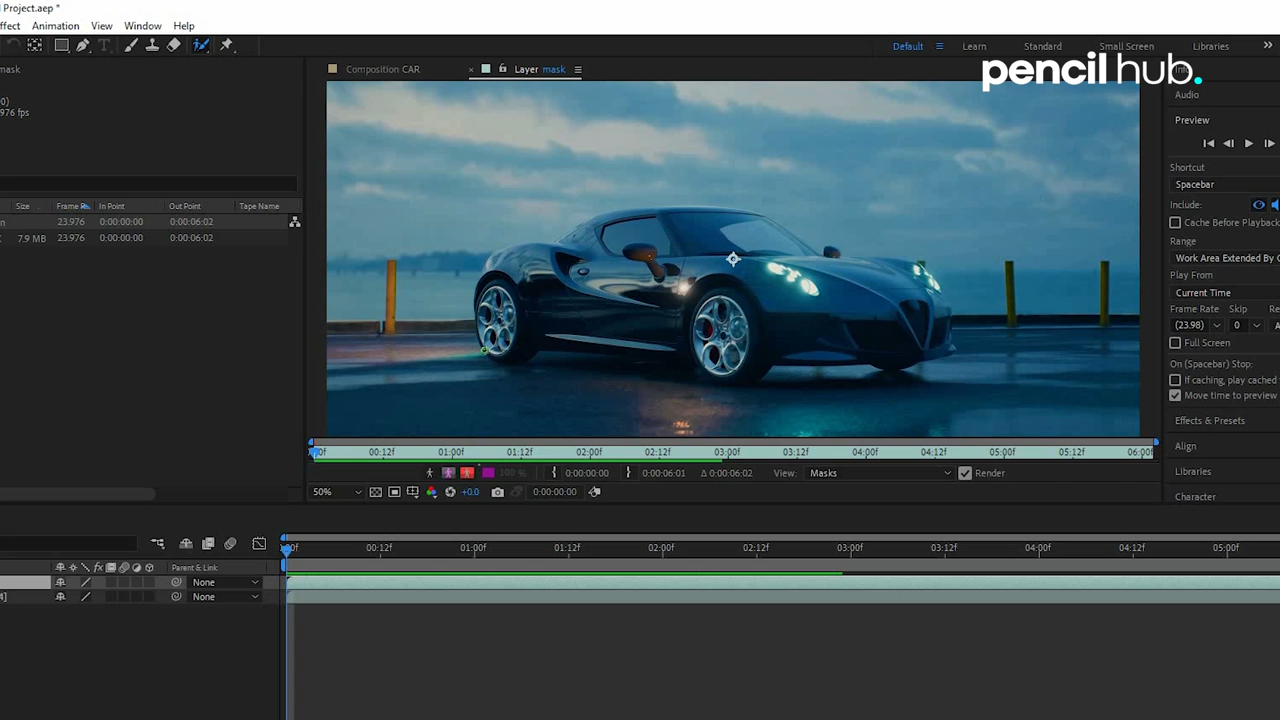 Project.aep *
ffect Animation View Window Help
Default Learn Standard Small Screen Libraries
pencil hub.
mask
Composition CAR
Layer mask
Info
Audio
Preview
0)
976 fps
Shortcut
Spacebar
Include:
Cache Before Playback
Range
Work Area Extended By C
Play From
Current Time
Frame Rate Skip Re
(23.98) 0 A
Full Screen
On (Spacebar) Stop:
If caching, play cached
Move time to preview
Effects & Presets
Align
Libraries
Character
Size Frame R In Point Out Point Tape Name
n 23.976 0:00:00:00 0:00:06:02
7.9 MB 23.976 0:00:00:00 0:00:06:02
00f 00:12f 01:00f 01:12f 02:00f 02:12f 03:00f 03:12f 04:00f 04:12f 05:00f 05:12f 06:00f
100 % 0:00:00:00 0:00:06:01 Δ 0:00:06:02 View: Masks Render
50% +0.0 0:00:00:00
:00f 00:12f 01:00f 01:12f 02:00f 02:12f 03:00f 03:12f 04:00f 04:12f 05:00f
fx Parent & Link
None
4] None